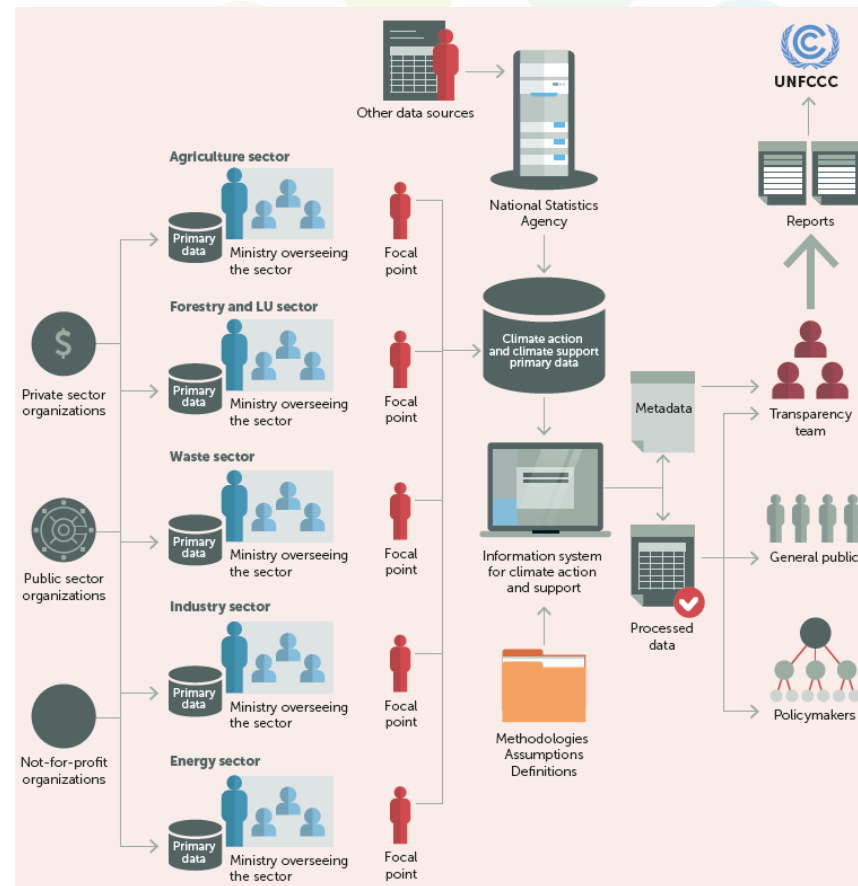 Other data sources
UNFCCC
National Statistics
Agency
Reports
Agriculture sector
Primary
data
Ministry overseeing
the sector
Focal
point
Forestry and LU sector
Primary
data
Ministry overseeing
the sector
Focal
point
Waste sector
Primary
data
Ministry overseeing
the sector
Focal
point
Industry sector
Primary
data
Ministry overseeing
the sector
Focal
point
Energy sector
Primary
data
Ministry overseeing
the sector
Focal
point
$
Private sector
organizations
Public sector
organizations
Not-for-profit
organizations
Climate action
and climate support
primary data
Information system
for climate action
and support
Methodologies
Assumptions
Definitions
Metadata
Processed
data
Transparency
team
General public
Policymakers